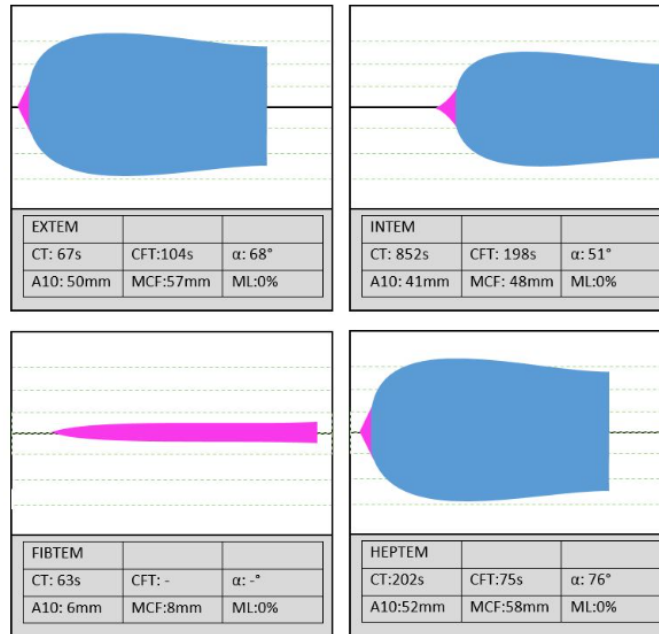 EXTEM
CT: 67s CFT:104s α: 68°
A10: 50mm MCF:57mm ML:0%
INTEM
CT: 852s CFT: 198s α: 51°
A10: 41mm MCF: 48mm ML:0%
FIBTEM
CT: 63s CFT: - α: -°
A10: 6mm MCF:8mm ML:0%
HEPTEM
CT:202s CFT:75s α: 76°
A10:52mm MCF:58mm ML:0%